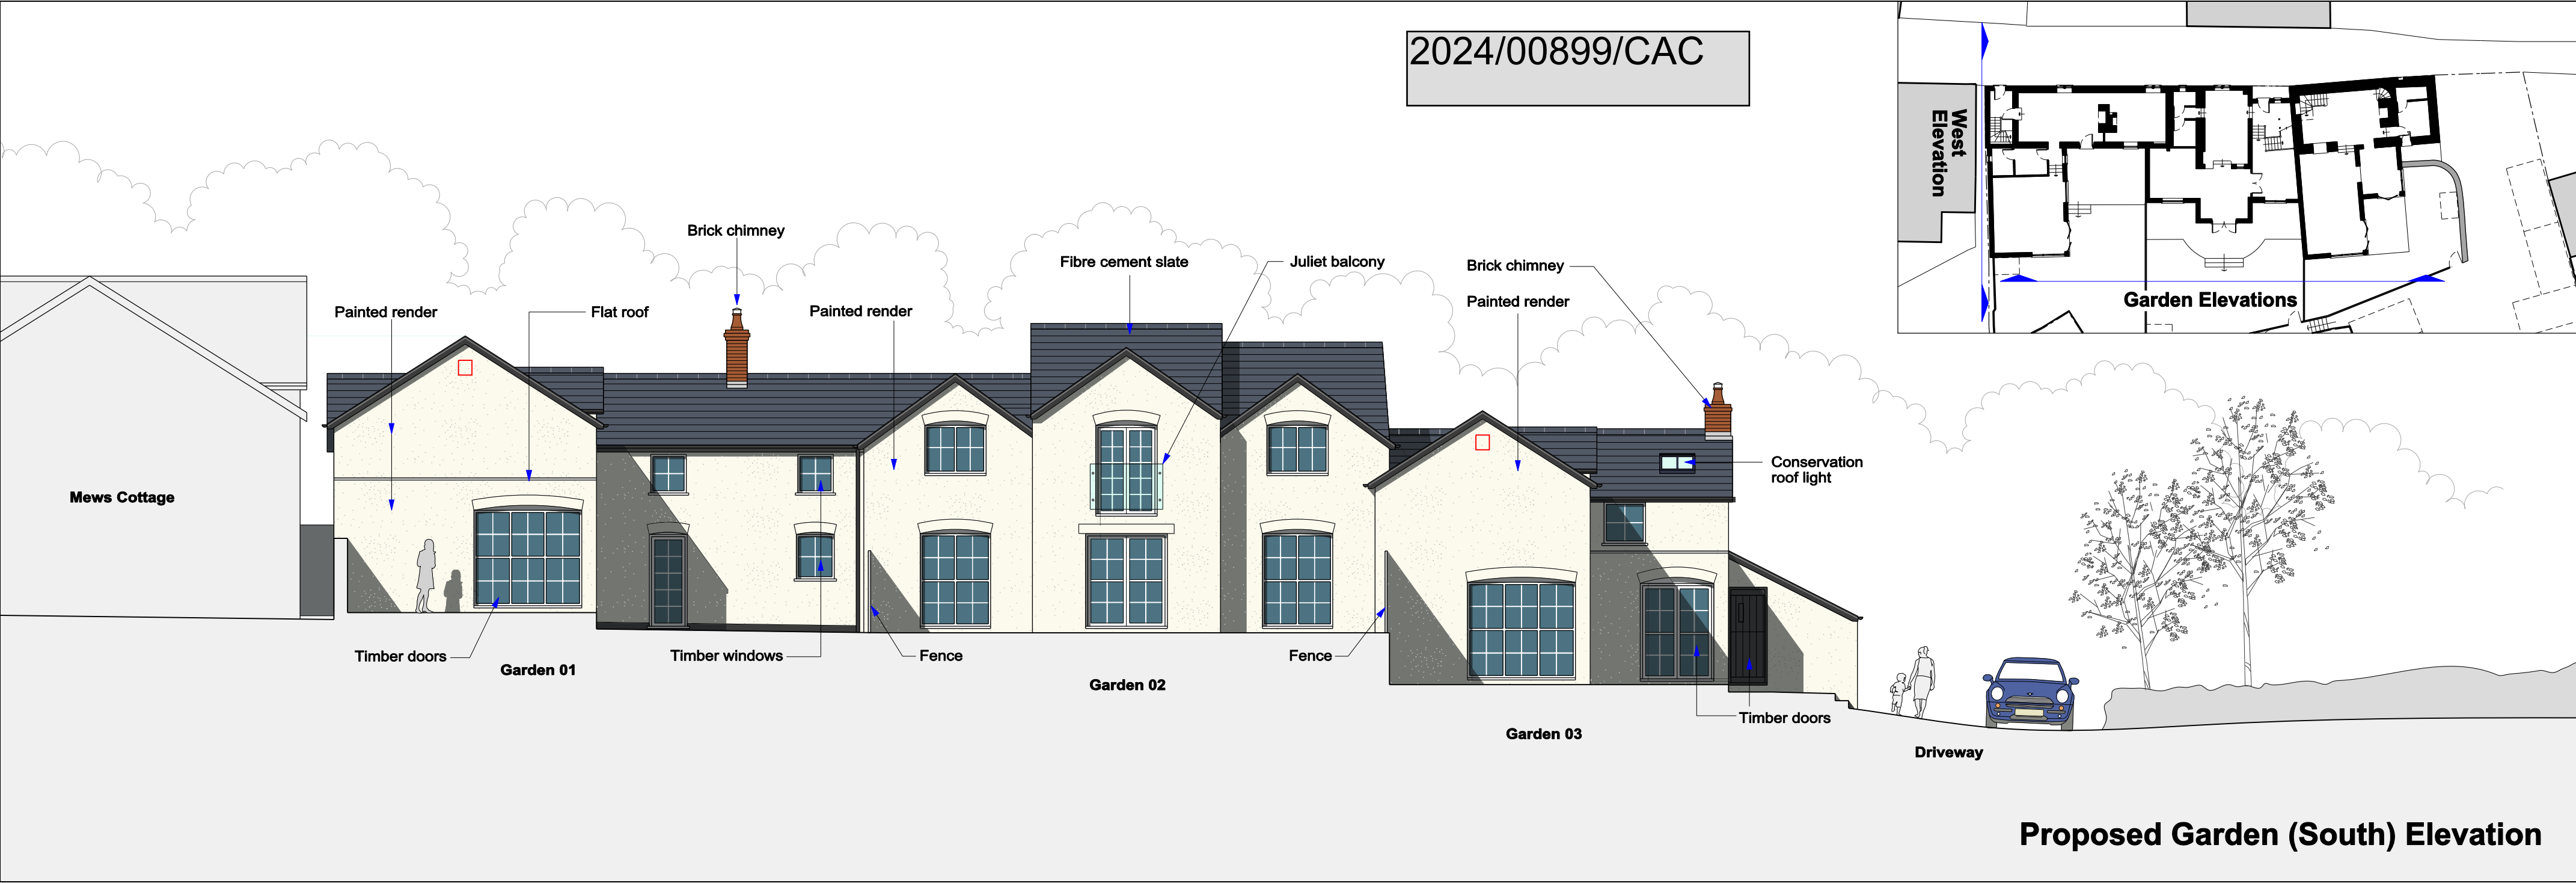 2024/00899/CAC
West
Elevation
Garden Elevations
Brick chimney
Fibre cement slate
Juliet balcony
Brick chimney
Painted render
Painted render
Flat roof
Painted render
Conservation
roof light
Mews Cottage
Timber doors
Garden 01
Timber windows
Fence
Garden 02
Fence
Timber doors
Garden 03
Driveway
Proposed Garden (South) Elevation